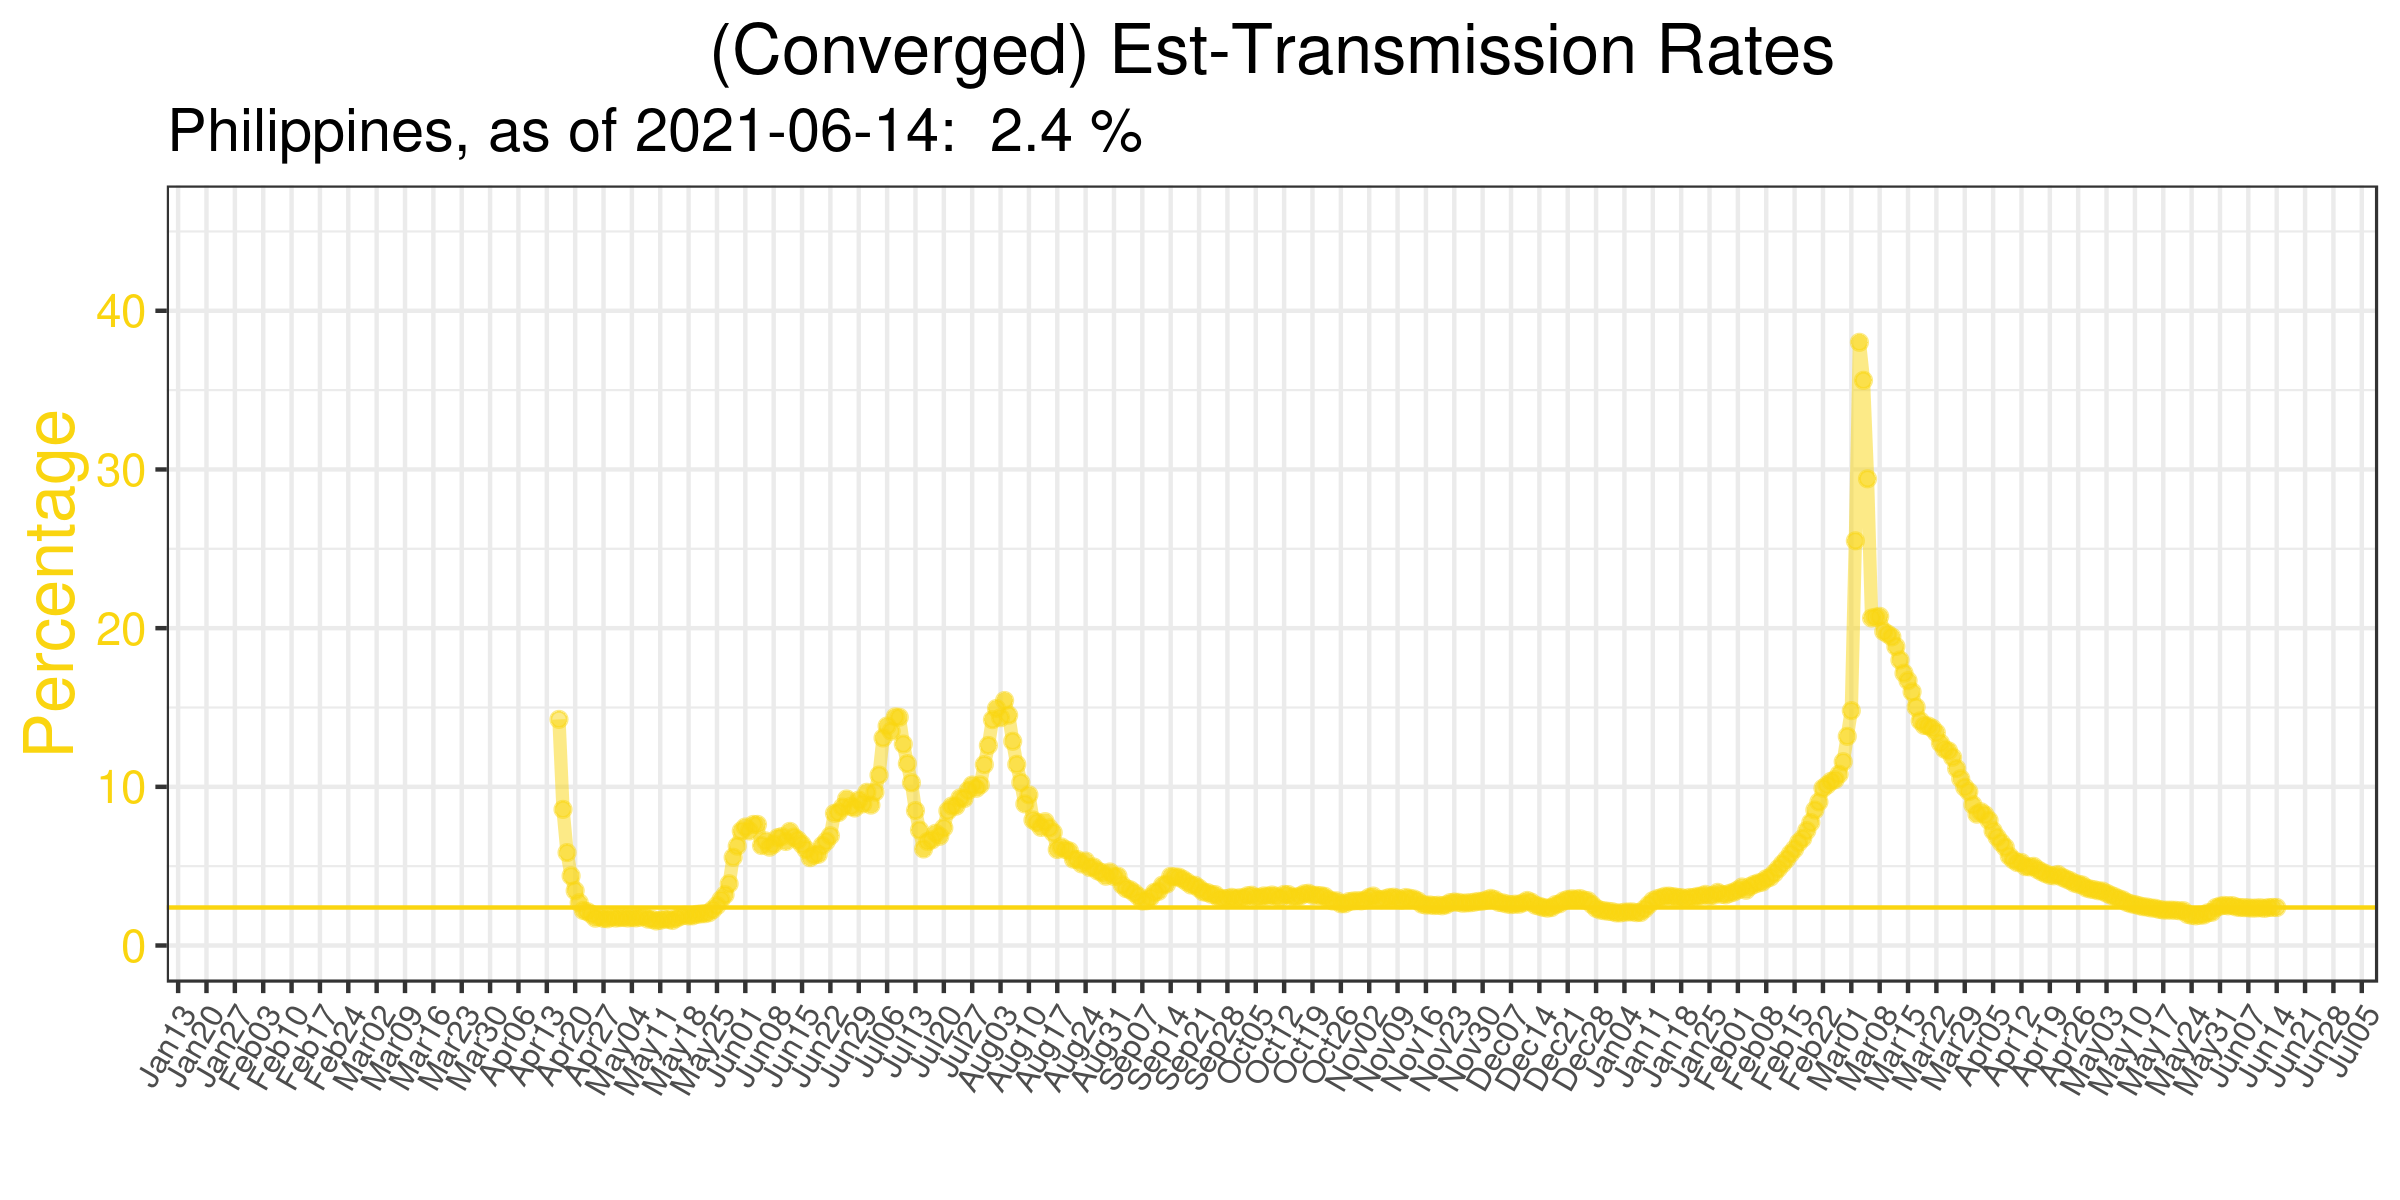 (Converged) Est-Transmission Rates
Philippines, as of 2021-06-14:  2.4 %
Percentage
40
30
20
10
0
Jan13
Jan20
Jan27
Feb03
Feb10
Feb17
Feb24
Mar02
Mar09
Mar16
Mar23
Mar30
Apr06
Apr13
Apr20
Apr27
May04
May11
May18
May25
Jun01
Jun08
Jun15
Jun22
Jun29
Jul06
Jul13
Jul20
Jul27
Aug03
Aug10
Aug17
Aug24
Aug31
Sep07
Sep14
Sep21
Sep28
Oct05
Oct12
Oct19
Oct26
Nov02
Nov09
Nov16
Nov23
Nov30
Dec07
Dec14
Dec21
Dec28
Jan04
Jan11
Jan18
Jan25
Feb01
Feb08
Feb15
Feb22
Mar01
Mar08
Mar15
Mar22
Mar29
Apr05
Apr12
Apr19
Apr26
May03
May10
May17
May24
May31
Jun07
Jun14
Jun21
Jun28
Jul05